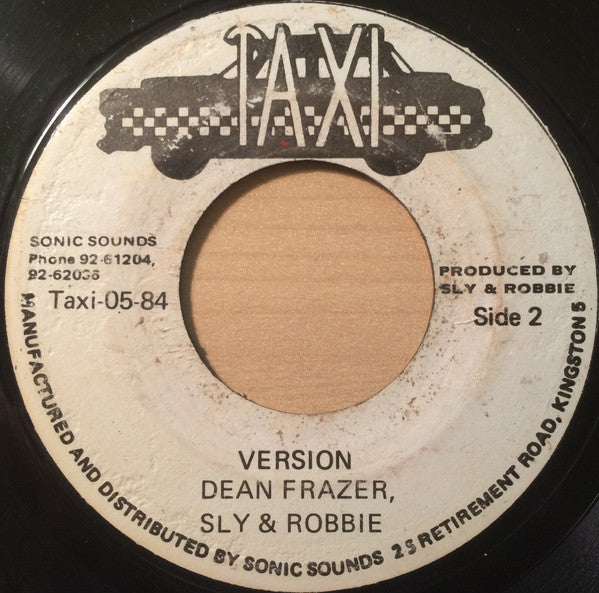 TAXI
SONIC SOUNDS
Phone 92-61204,
92-62036
Taxi-05-84
PRODUCED BY
SLY & ROBBIE
Side 2
VERSION
DEAN FRAZER,
SLY & ROBBIE
MANUFACTURED AND DISTRIBUTED BY SONIC SOUNDS 25 RETIREMENT ROAD, KINGSTON 5